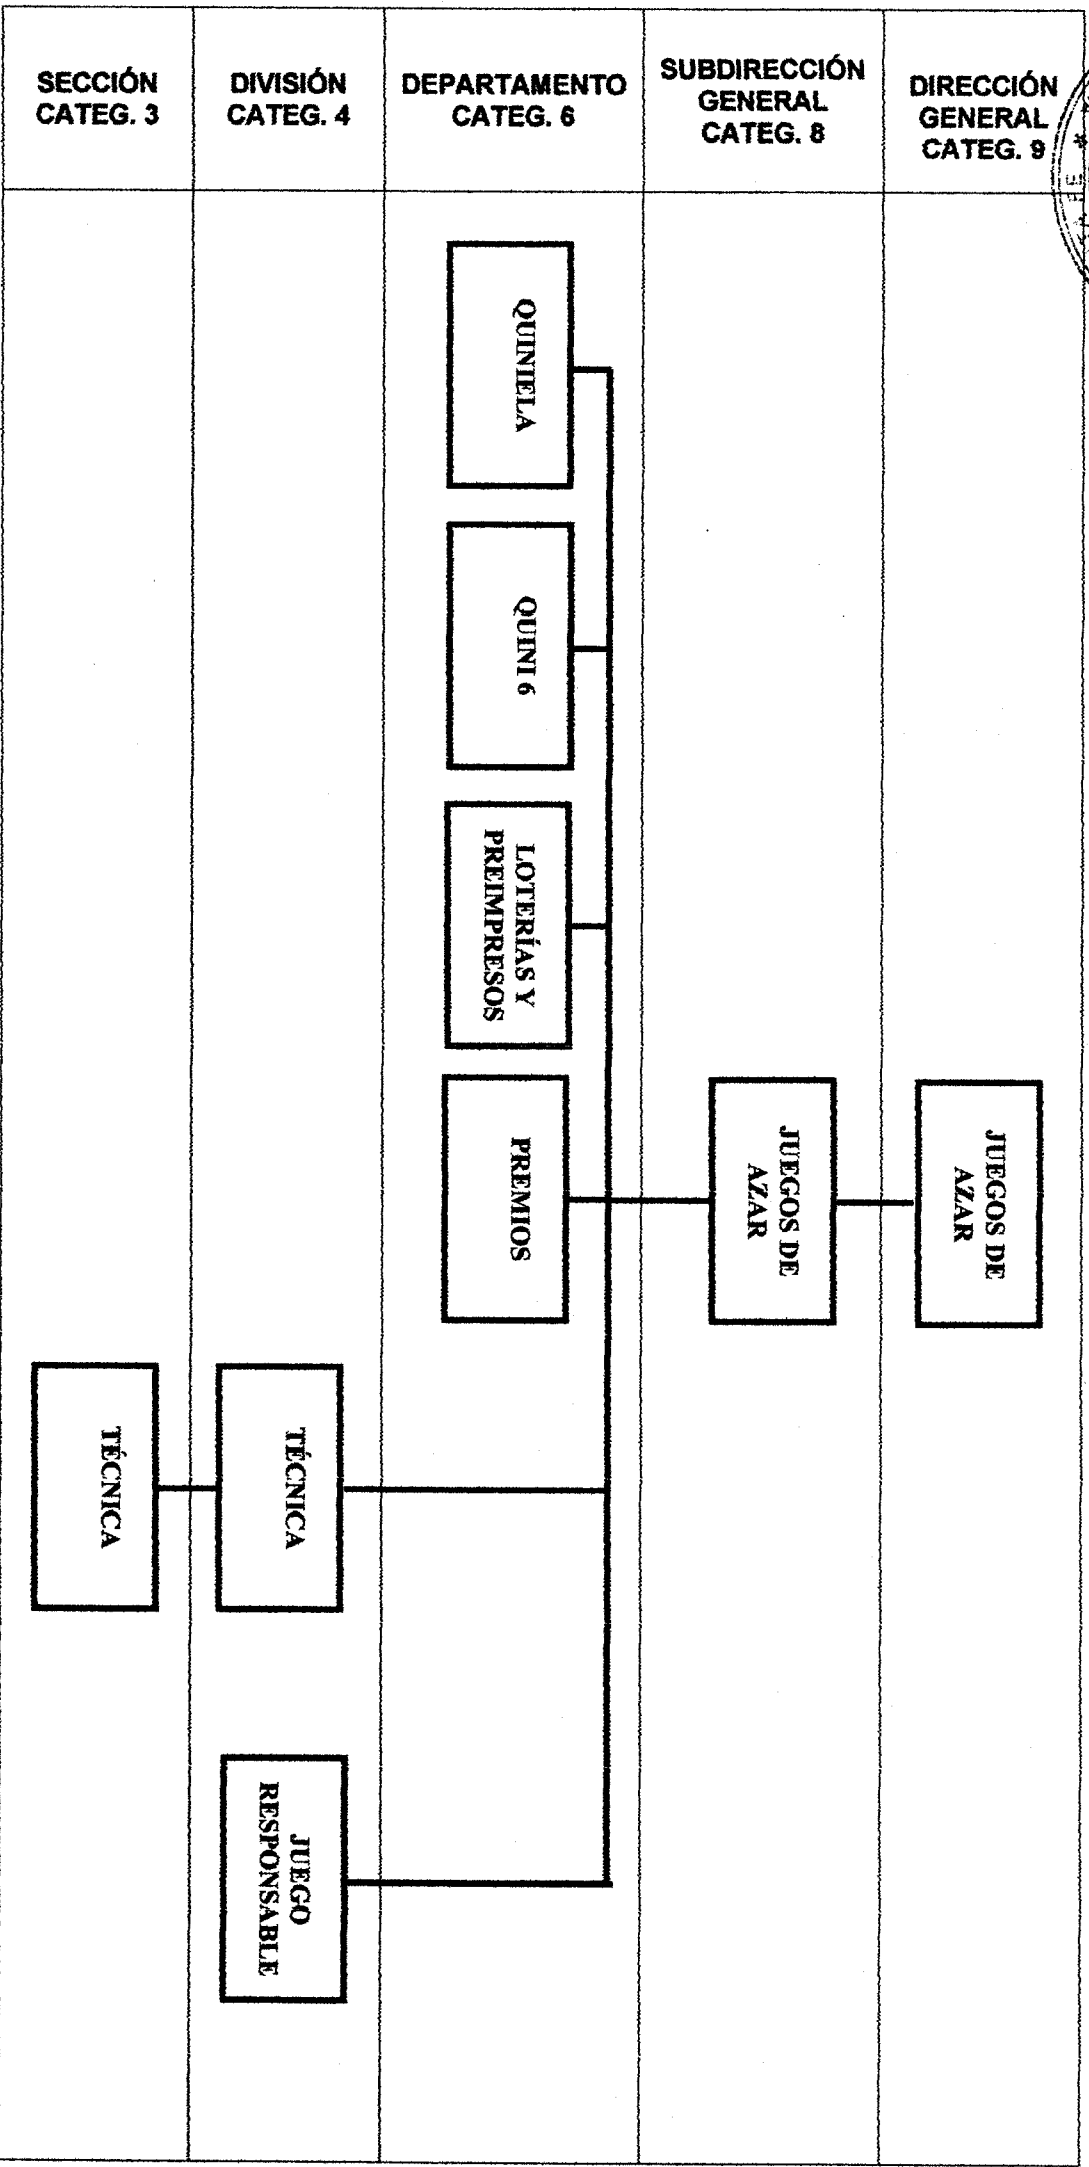 DIRECCIÓN
GENERAL
CATEG. 9
SUBDIRECCIÓN
GENERAL
CATEG. 8
DEPARTAMENTO
CATEG. 6
DIVISIÓN
CATEG. 4
SECCIÓN
CATEG. 3
JUEGOS DE
AZAR
JUEGOS DE
AZAR
QUINIELA
QUINI 6
LOTERÍAS Y
PREIMPRESOS
PREMIOS
TÉCNICA
JUEGO
RESPONSABLE
TÉCNICA